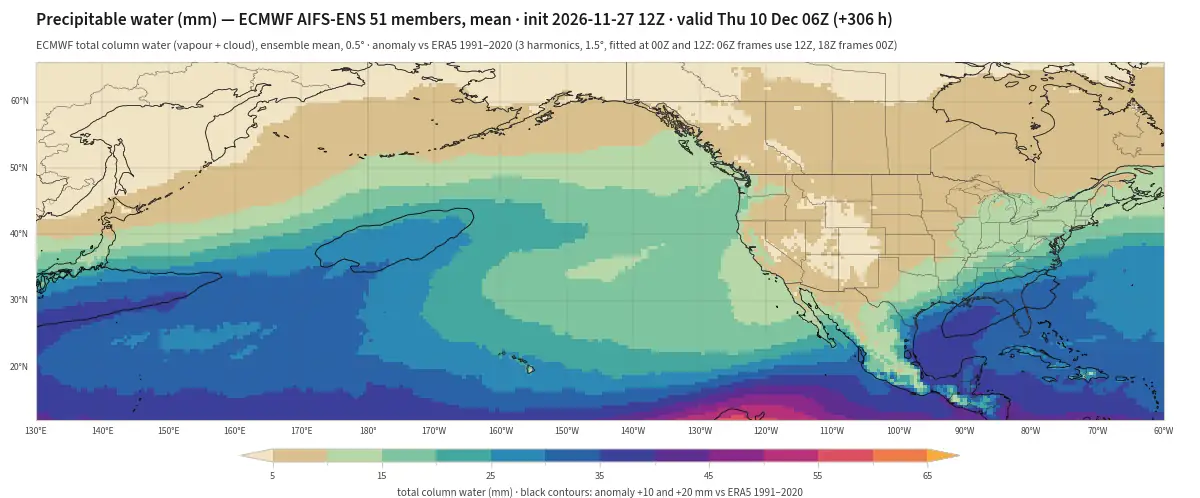 Precipitable water (mm) — ECMWF AIFS-ENS 51 members, mean · init 2026-11-27 12Z · valid Thu 10 Dec 06Z (+306 h)
ECMWF total column water (vapour + cloud), ensemble mean, 0.5° · anomaly vs ERA5 1991–2020 (3 harmonics, 1.5°, fitted at 00Z and 12Z: 06Z frames use 12Z, 18Z frames 00Z)
60°N
50°N
40°N
30°N
20°N
130°E 140°E 150°E 160°E 170°E 180° 170°W 160°W 150°W 140°W 130°W 120°W 110°W 100°W 90°W 80°W 70°W 60°W
5 15 25 35 45 55 65
total column water (mm) · black contours: anomaly +10 and +20 mm vs ERA5 1991–2020